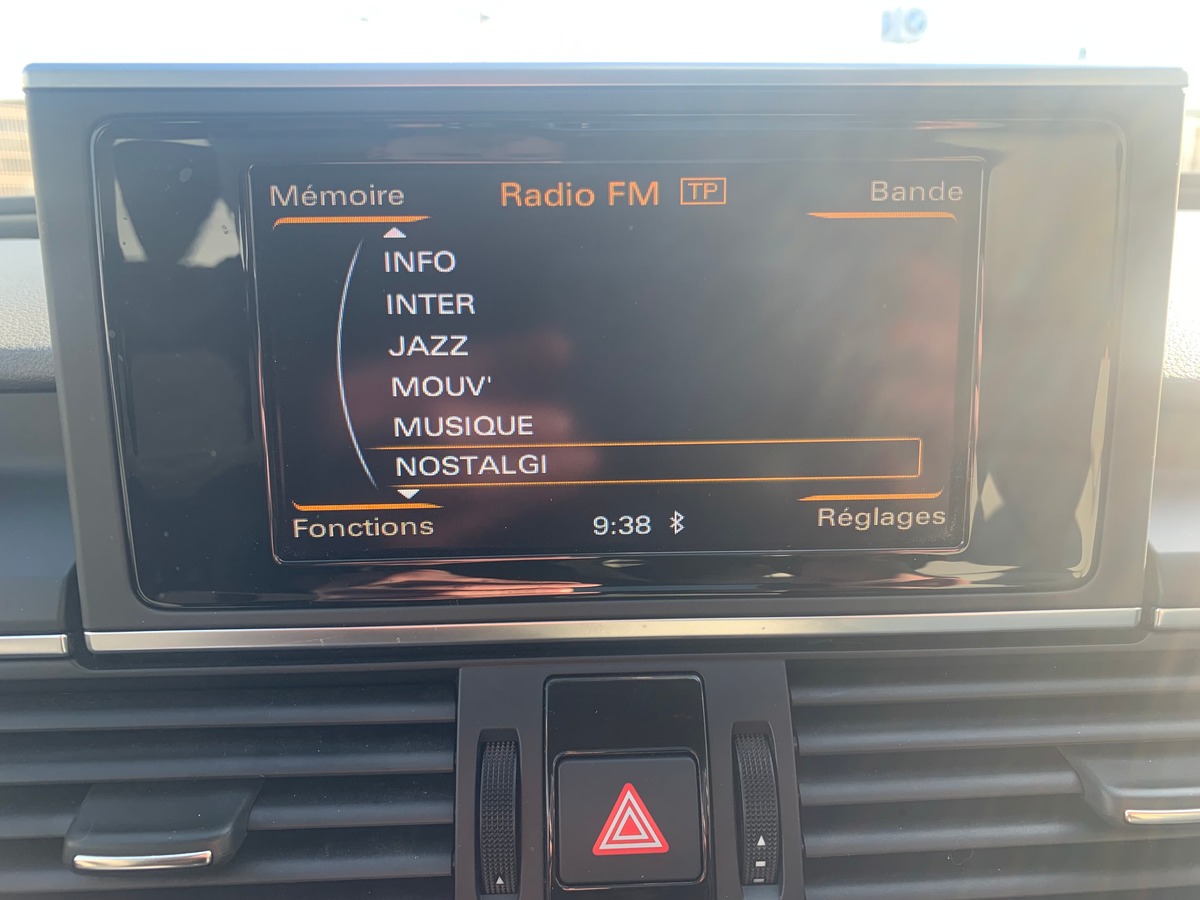 Mémoire Radio FM TP Bande
INFO
INTER
JAZZ
MOUV'
MUSIQUE
NOSTALGI
Fonctions 9:38 Réglages